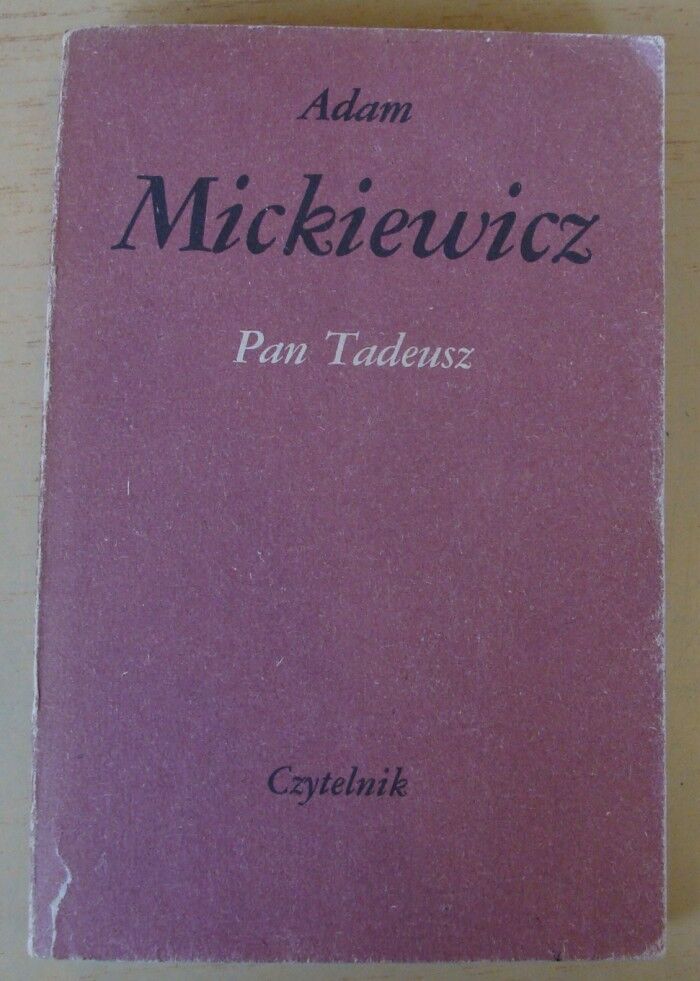 Adam
Mickiewicz
Pan Tadeusz
Czytelnik